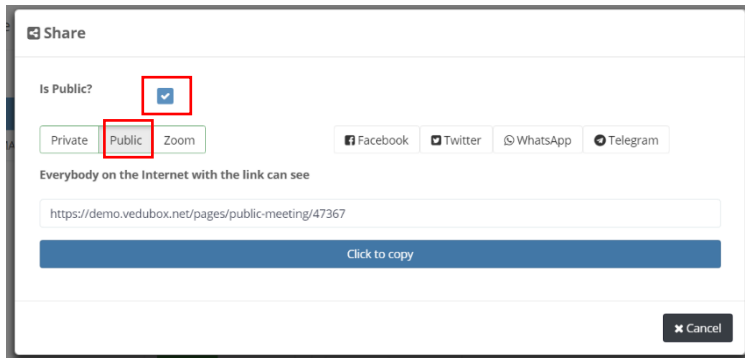 Share
Is Public?
Private Public Zoom Facebook Twitter WhatsApp Telegram
Everybody on the Internet with the link can see
https://demo.vedubox.net/pages/public-meeting/47367
Click to copy
Cancel